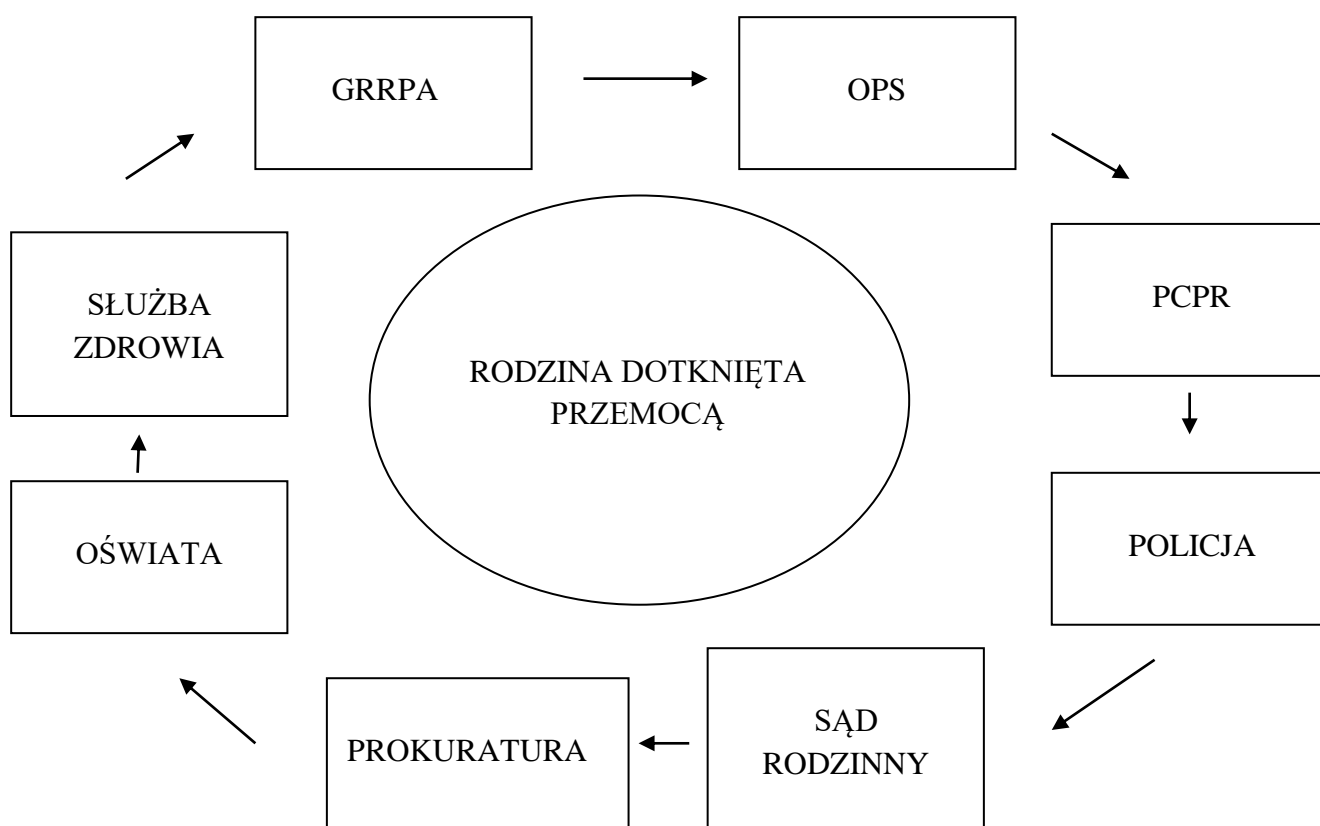 GRRPA
OPS
SŁUŻBA
ZDROWIA
PCPR
RODZINA DOTKNIĘTA
PRZEMOCĄ
OŚWIATA
POLICJA
PROKURATURA
SĄD
RODZINNY